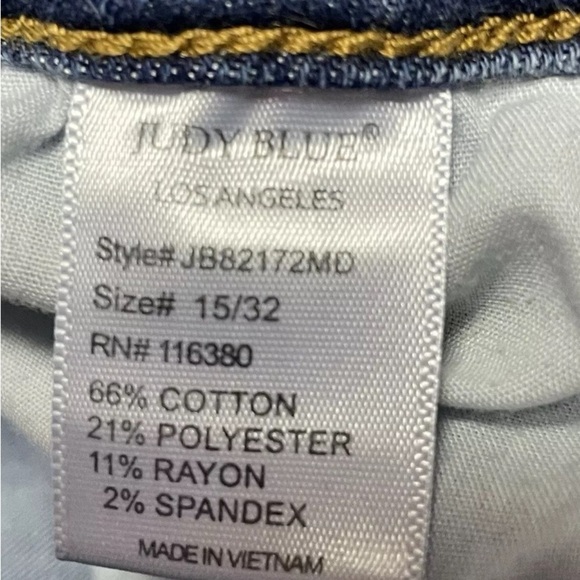 JUDY BLUE®
LOS ANGELES
Style# JB82172MD
Size# 15/32
RN# 116380
66% COTTON
21% POLYESTER
11% RAYON
2% SPANDEX
MADE IN VIETNAM